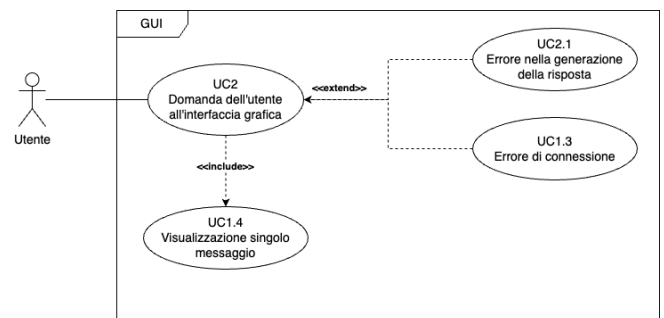 GUI
UC2.1
Errore nella generazione
della risposta
UC2
Domanda dell'utente
all'interfaccia grafica
<<extend>>
Utente
UC1.3
Errore di connessione
<<include>>
UC1.4
Visualizzazione singolo
messaggio